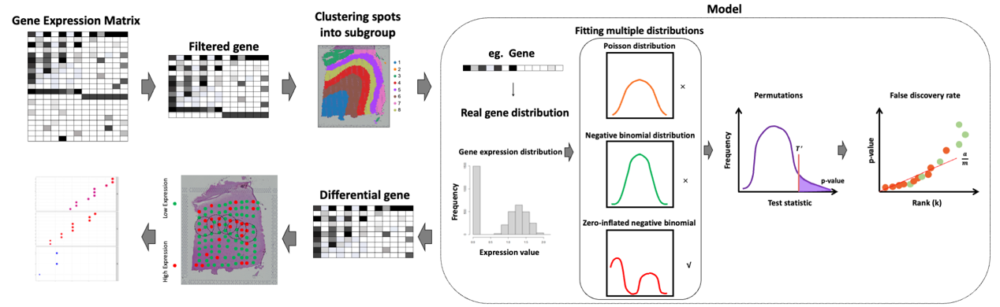 Model
Gene Expression Matrix
Filtered gene
Clustering spots
into subgroup
1
2
3
4
5
6
7
8
eg. Gene
Real gene distribution
Gene expression distribution
Frequency
Expression value
Fitting multiple distributions
Poisson distribution
×
Negative binomial distribution
×
Zero-inflated negative binomial
√
Permutations
Frequency
T'
p-value
Test statistic
False discovery rate
p-value
a
m
Rank (k)
Differential gene
Low Expression
High Expression